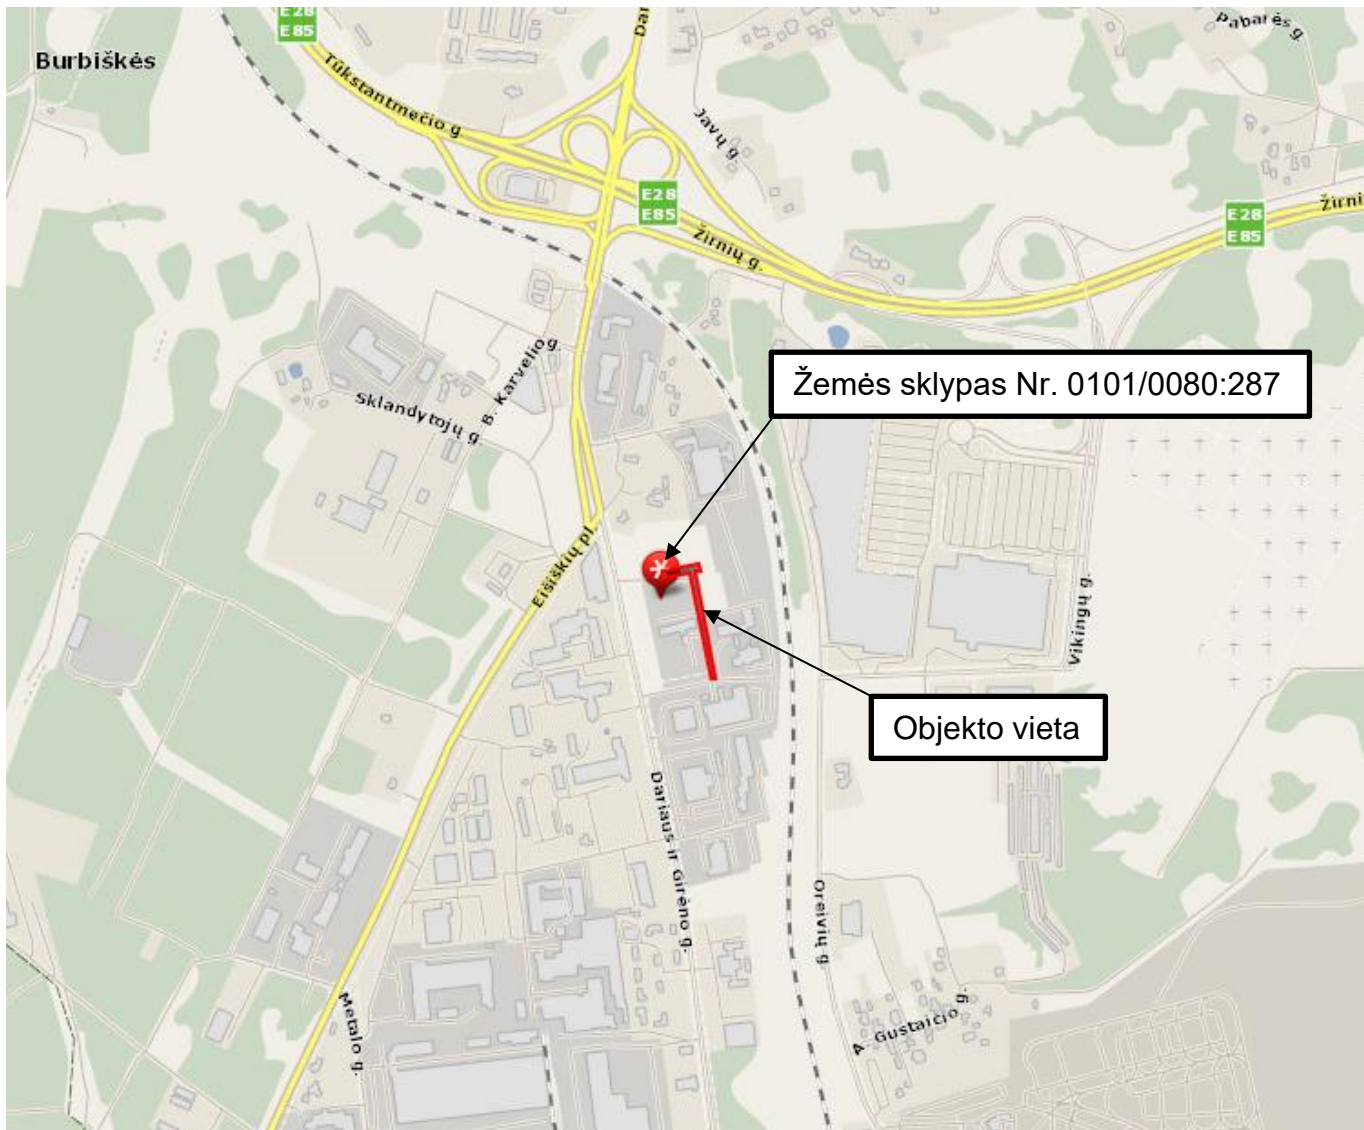 E28
E85
Dar
Pabarės g.
Burbiškės
Tūkstantmečio g.
Javų g.
E28
E85
E28
E85
Žirni
Žirnių g.
Žemės sklypas Nr. 0101/0080:287
B. Karvelio g.
Sklandytojų g.
Eišiškių pl.
Vikingų g.
Objekto vieta
Dariaus ir Girėno g.
Oreivių g.
A. Gustaičio g.
Metalo g.